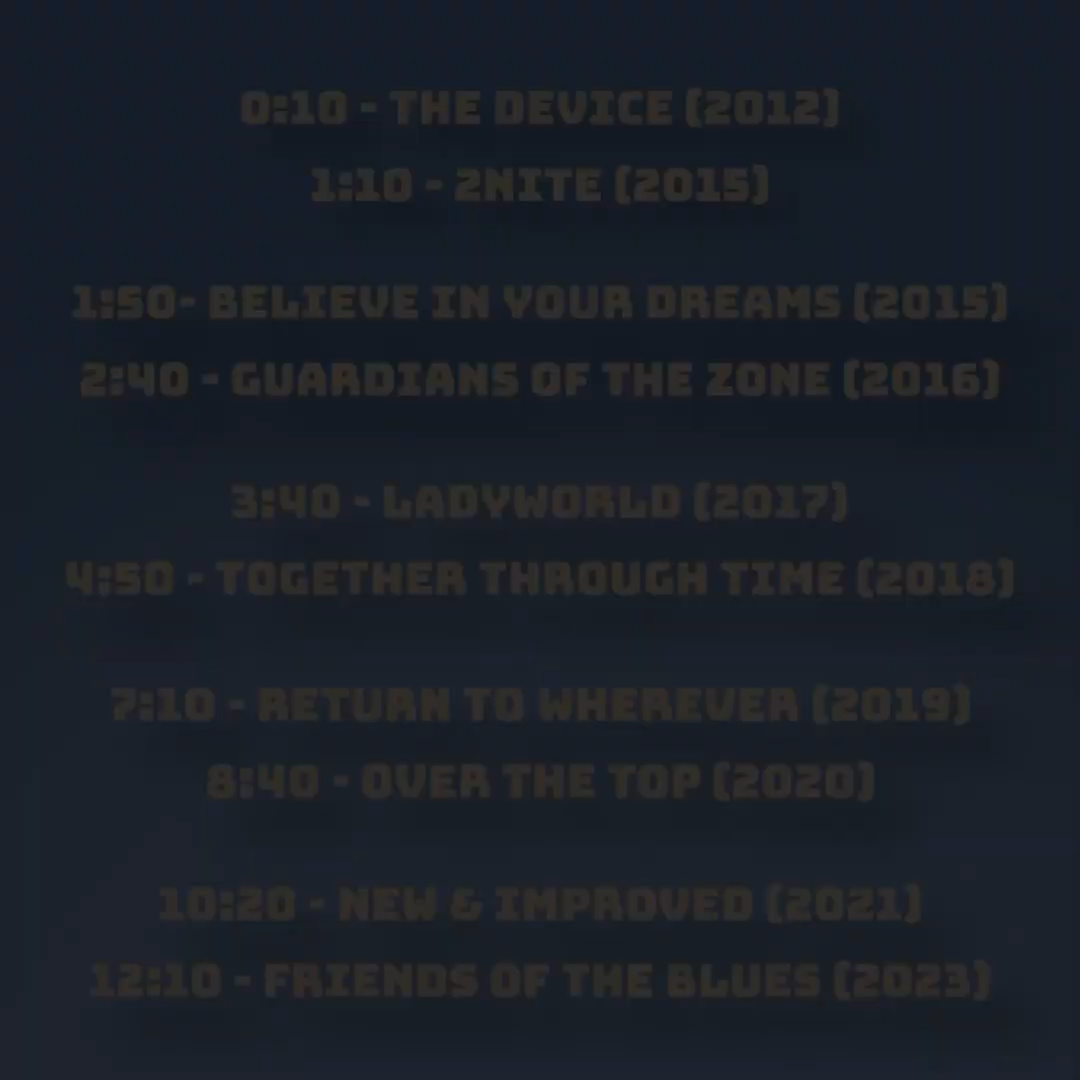 0:10 - THE DEVICE (2012)
1:10 - 2NITE (2015)
1:50- BELIEVE IN YOUR DREAMS (2015)
2:40 - GUARDIANS OF THE ZONE (2016)
3:40 - LADYWORLD (2017)
4:50 - TOGETHER THROUGH TIME (2018)
7:10 - RETURN TO WHEREVER (2019)
8:40 - OVER THE TOP (2020)
10:20 - NEW & IMPROVED (2021)
12:10 - FRIENDS OF THE BLUES (2023)